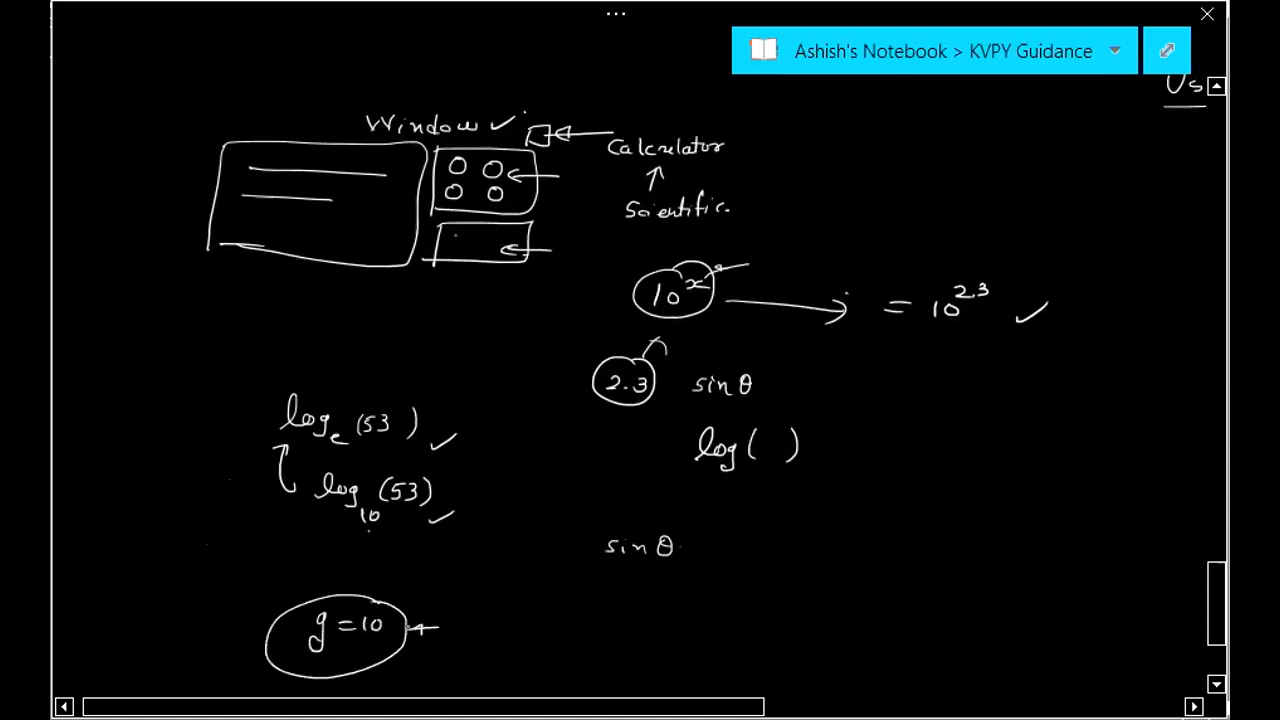 ...
Ashish's Notebook > KVPY Guidance
Us
Window ✓
Calculator
Scientific.
10^x = 10^2.3 ✓
2.3 sin θ
log_e (53) ✓
log ( )
log_10 (53) ✓
sin θ
g = 10